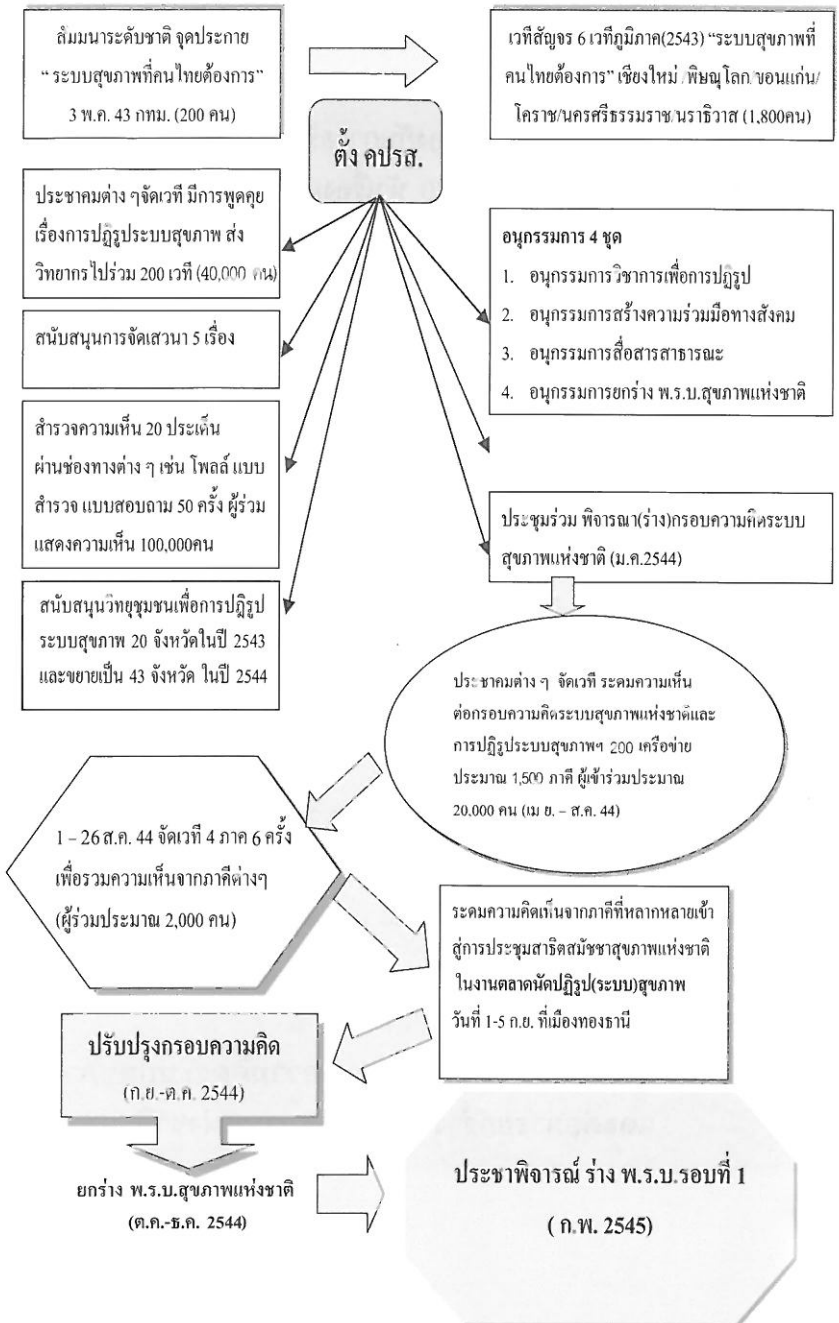 สัมมนาระดับชาติ จุดประกาย
“ ระบบสุขภาพที่คนไทยต้องการ”
3 พ.ค. 43 กทม. (200 คน)
เวทีสัญจร 6 เวทีภูมิภาค(2543) “ระบบสุขภาพที่
คนไทยต้องการ” เชียงใหม่/พิษณุโลก/ขอนแก่น/
โคราช/นครศรีธรรมราช/นราธิวาส (1,800คน)
ตั้ง คปรส.
ประชาคมต่าง ๆจัดเวที มีการพูดคุย
เรื่องการปฏิรูประบบสุขภาพ ส่ง
วิทยากรไปร่วม 200 เวที (40,000 คน)
สนับสนุนการจัดเสวนา 5 เรื่อง
สำรวจความเห็น 20 ประเด็น
ผ่านช่องทางต่าง ๆ เช่น โพลล์ แบบ
สำรวจ แบบสอบถาม 50 ครั้ง ผู้ร่วม
แสดงความเห็น 100,000คน
สนับสนุนวิทยุชุมชนเพื่อการปฏิรูป
ระบบสุขภาพ 20 จังหวัดในปี 2543
และขยายเป็น 43 จังหวัด ในปี 2544
อนุกรรมการ 4 ชุด
1. อนุกรรมการวิชาการเพื่อการปฏิรูป
2. อนุกรรมการสร้างความร่วมมือทางสังคม
3. อนุกรรมการสื่อสารสาธารณะ
4. อนุกรรมการยกร่าง พ.ร.บ.สุขภาพแห่งชาติ
ประชุมร่วม พิจารณา(ร่าง)กรอบความคิดระบบ
สุขภาพแห่งชาติ (ม.ค.2544)
ประชาคมต่าง ๆ จัดเวที ระดมความเห็น
ต่อกรอบความคิดระบบสุขภาพแห่งชาติและ
การปฏิรูประบบสุขภาพฯ 200 เครือข่าย
ประมาณ 1,500 ภาคี ผู้เข้าร่วมประมาณ
20.000 คน (เม ย. – ส.ค. 44)
1 – 26 ส.ค. 44 จัดเวที 4 ภาค 6 ครั้ง
เพื่อรวมความเห็นจากภาคีต่างๆ
(ผู้ร่วมประมาณ 2,000 คน)
ระดมความคิดเห็นจากภาคีที่หลากหลายเข้า
สู่การประชุมสาธิตสมัชชาสุขภาพแห่งชาติ
ในงานตลาดนัดปฏิรูป(ระบบ)สุขภาพ
วันที่ 1-5 ก.ย. ที่เมืองทองธานี
ปรับปรุงกรอบความคิด
(ก.ย.-ต.ค. 2544)
ยกร่าง พ.ร.บ.สุขภาพแห่งชาติ
(ต.ค.-ธ.ค. 2544)
ประชาพิจารณ์ ร่าง พ.ร.บ.รอบที่ 1
( ก.พ. 2545)